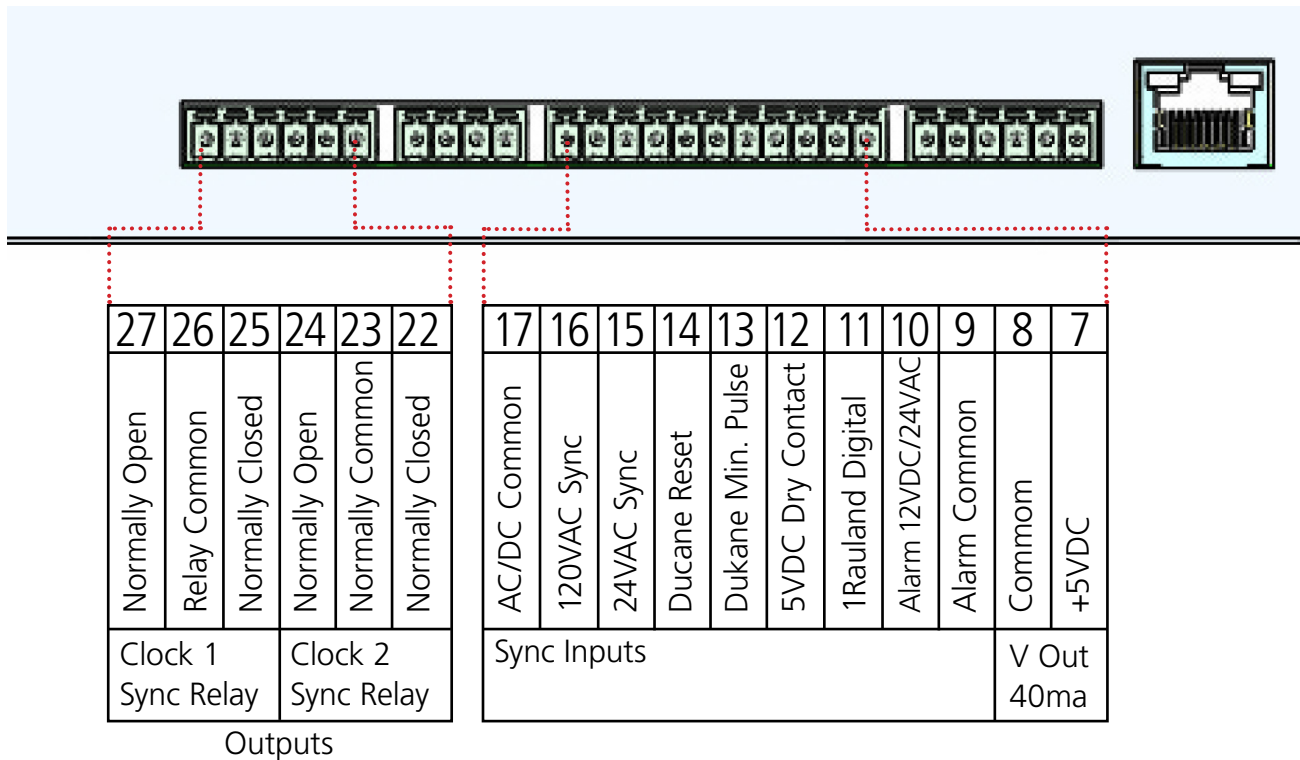 27 26 25 24 23 22
Normally Open
Relay Common
Normally Closed
Normally Open
Normally Common
Normally Closed
Clock 1
Sync Relay
Clock 2
Sync Relay
Outputs
17 16 15 14 13 12 11 10 9 8 7
AC/DC Common
120VAC Sync
24VAC Sync
Ducane Reset
Dukane Min. Pulse
5VDC Dry Contact
1Rauland Digital
Alarm 12VDC/24VAC
Alarm Common
Commom
+5VDC
Sync Inputs
V Out
40ma